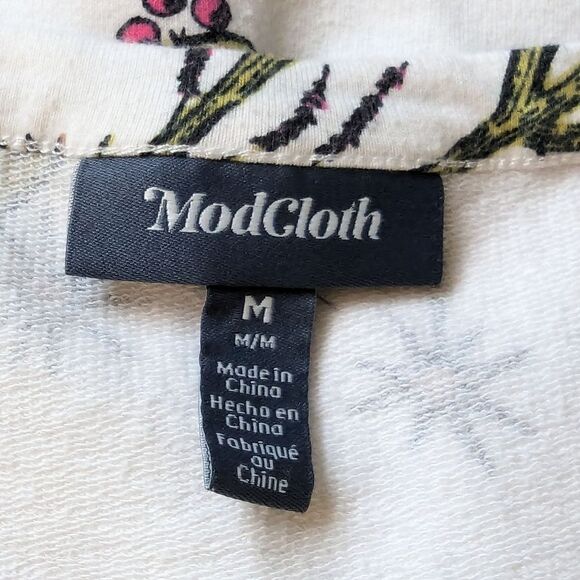 ModCloth
M
M/M
Made in
China
Hecho en
China
Fabriqué
au
Chine